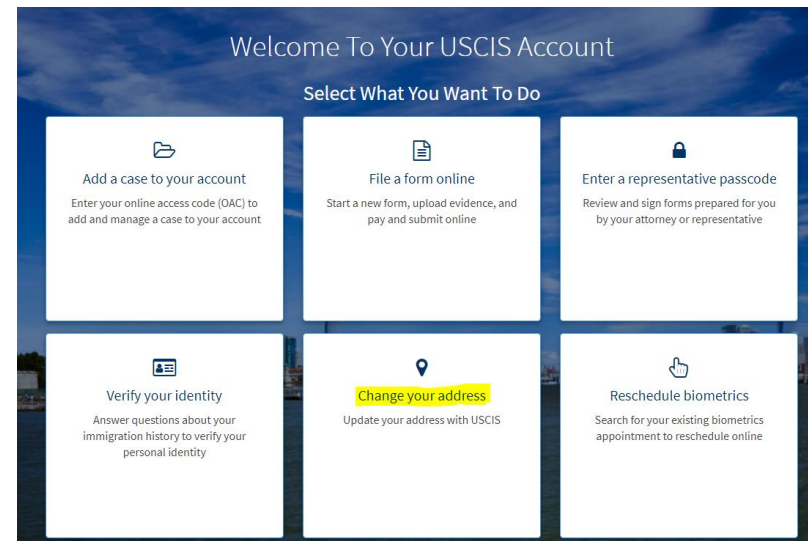 Welcome To Your USCIS Account
Select What You Want To Do
Add a case to your account
Enter your online access code (OAC) to
add and manage a case to your account
File a form online
Start a new form, upload evidence, and
pay and submit online
Enter a representative passcode
Review and sign forms prepared for you
by your attorney or representative
Verify your identity
Answer questions about your
immigration history to verify your
personal identity
Change your address
Update your address with USCIS
Reschedule biometrics
Search for your existing biometrics
appointment to reschedule online